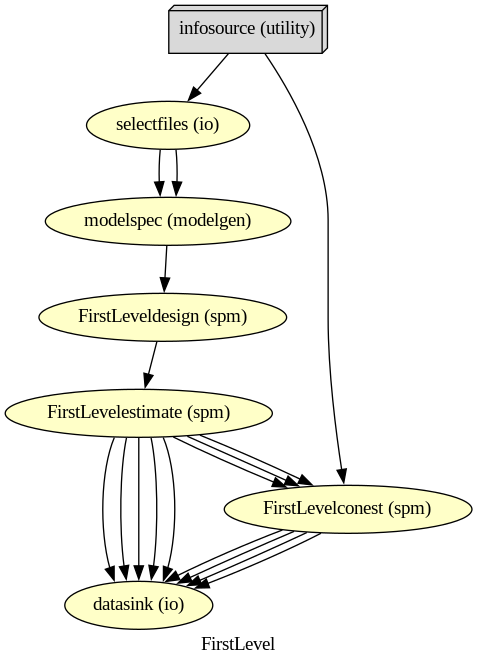 infosource (utility)
selectfiles (io)
modelspec (modelgen)
FirstLeveldesign (spm)
FirstLevelestimate (spm)
FirstLevelconest (spm)
datasink (io)
FirstLevel